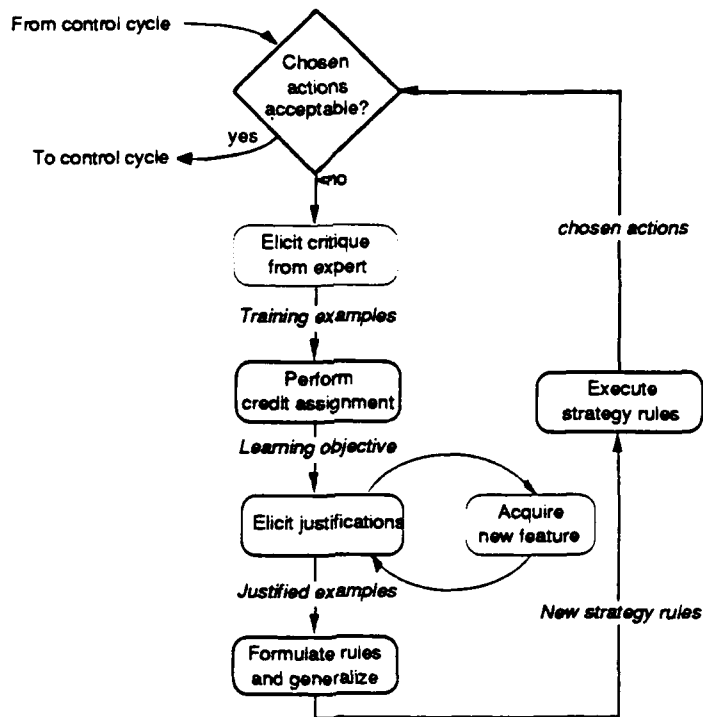 From control cycle
Chosen
actions
acceptable?
yes
To control cycle
no
chosen actions
Elicit critique
from expert
Training examples
Perform
credit assignment
Execute
strategy rules
Learning objective
Elicit justifications
Acquire
new feature
Justified examples
New strategy rules
Formulate rules
and generalize